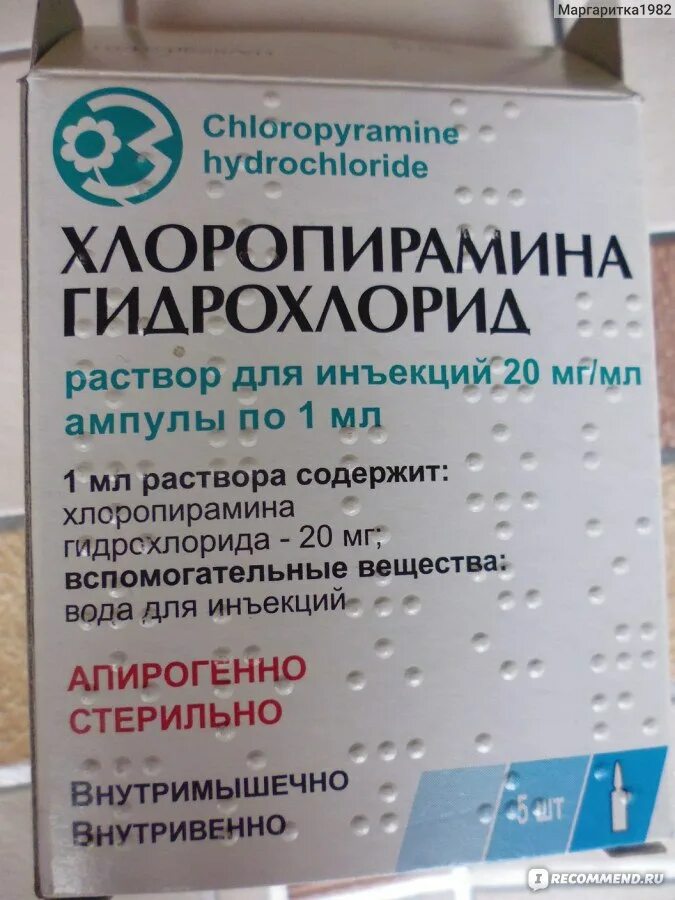 Маргаритка1982
Chloropyramine
hydrochloride
ХЛОРОПИРАМИНА
ГИДРОХЛОРИД
раствор для инъекций 20 мг/мл
ампулы по 1 мл
1 мл раствора содержит:
хлоропирамина
гидрохлорида - 20 мг;
вспомогательные вещества:
вода для инъекций
АПИРОГЕННО
СТЕРИЛЬНО
Внутримышечно
Внутривенно
5 шт
IRECOMMEND.RU